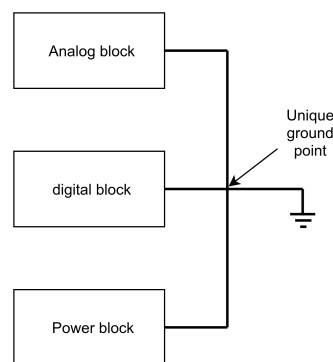 Analog block
Unique
ground
point
digital block
Power block